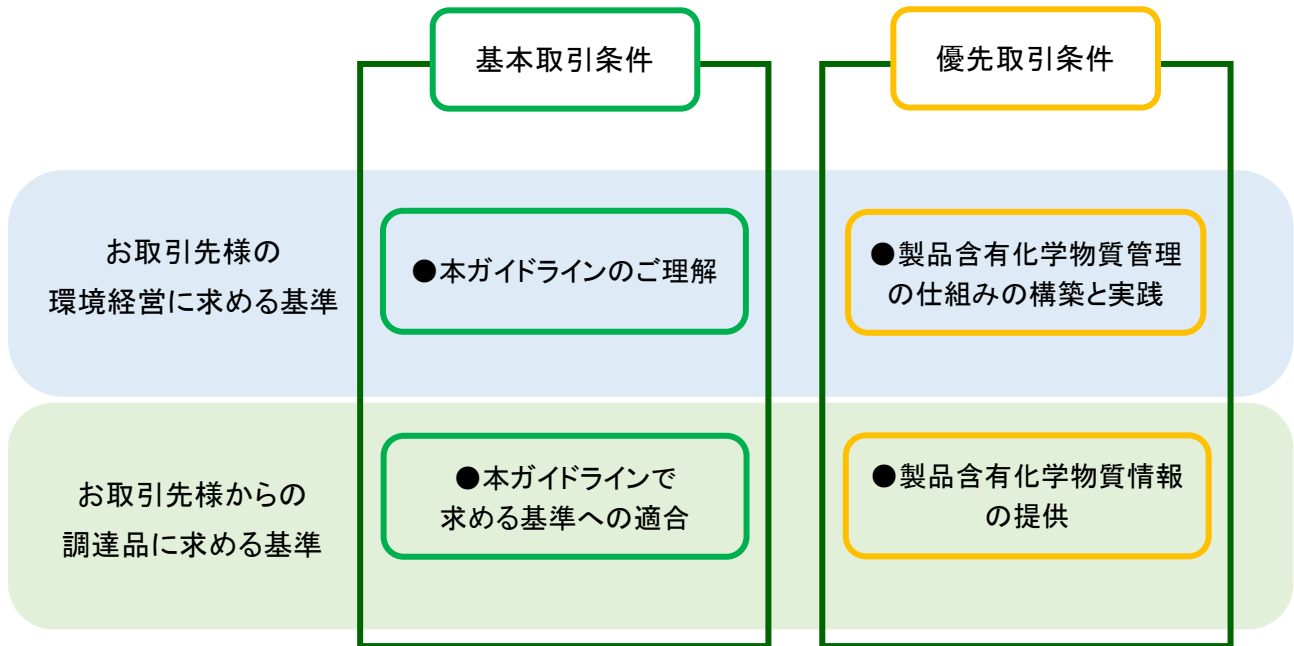 基本取引条件
優先取引条件
お取引先様の
環境経営に求める基準
●本ガイドラインのご理解
●製品含有化学物質管理
の仕組みの構築と実践
お取引先様からの
調達品に求める基準
●本ガイドラインで
求める基準への適合
●製品含有化学物質情報
の提供